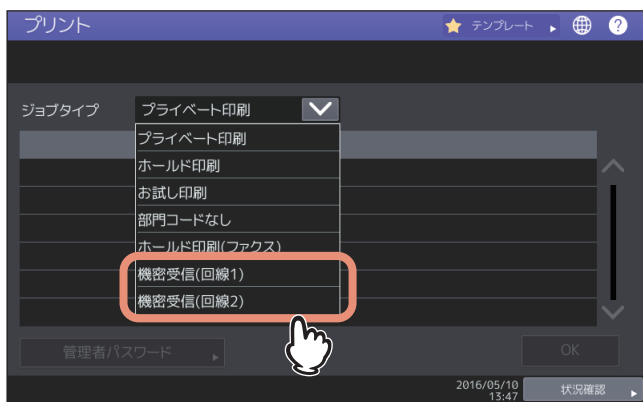 プリント
テンプレート
?
ジョブタイプ
プライベート印刷
プライベート印刷
ホールド印刷
お試し印刷
部門コードなし
ホールド印刷(ファクス)
機密受信(回線1)
機密受信(回線2)
管理者パスワード
OK
2016/05/10
13:47
状況確認